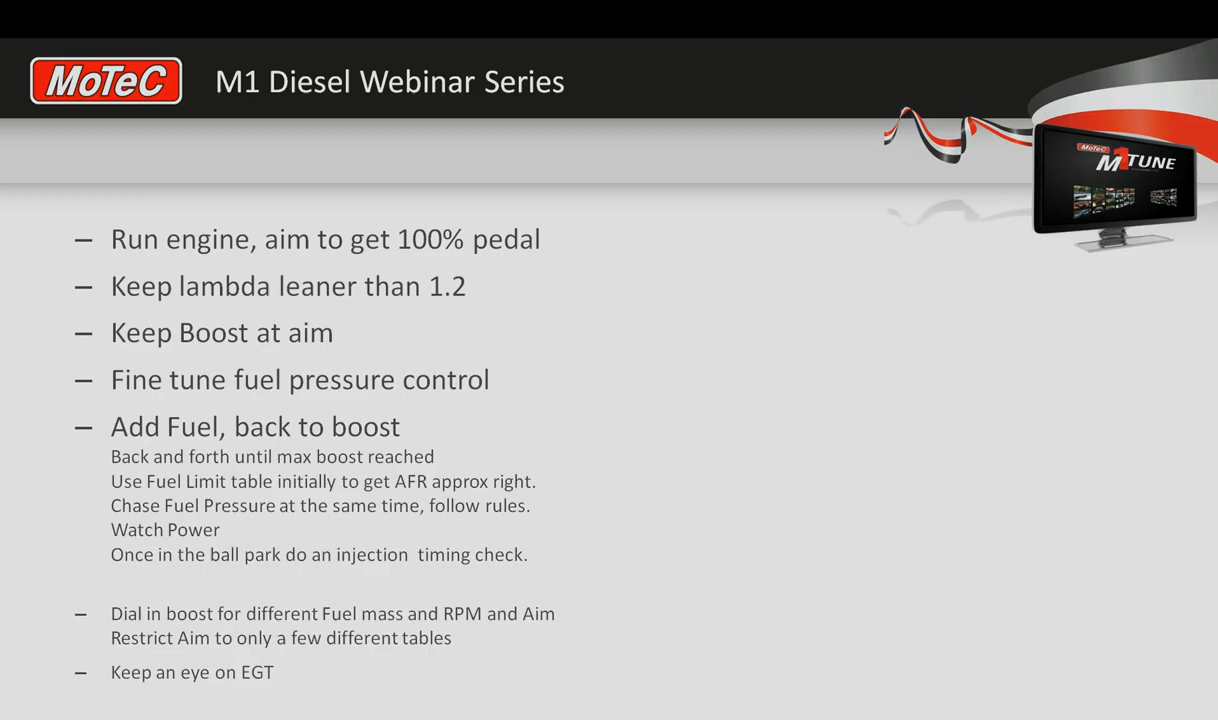 MoTeC
M1 Diesel Webinar Series
MoTeC
M1 TUNE
– Run engine, aim to get 100% pedal
– Keep lambda leaner than 1.2
– Keep Boost at aim
– Fine tune fuel pressure control
– Add Fuel, back to boost
Back and forth until max boost reached
Use Fuel Limit table initially to get AFR approx right.
Chase Fuel Pressure at the same time, follow rules.
Watch Power
Once in the ball park do an injection  timing check.
– Dial in boost for different Fuel mass and RPM and Aim
Restrict Aim to only a few different tables
– Keep an eye on EGT